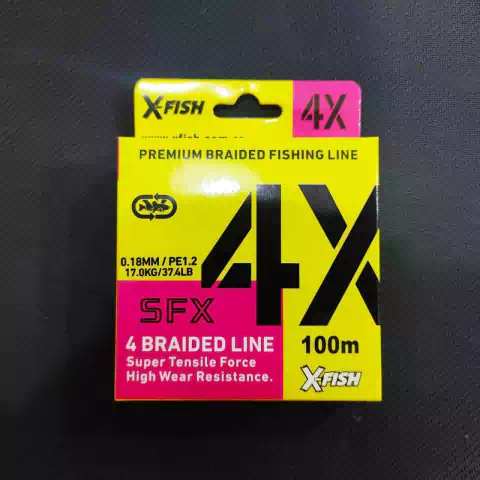 X-FISH
4X
PREMIUM BRAIDED FISHING LINE
4X
0.18MM / PE1.2
17.0KG/37.4LB
SFX
4 BRAIDED LINE
Super Tensile Force
High Wear Resistance.
100m
X-FISH